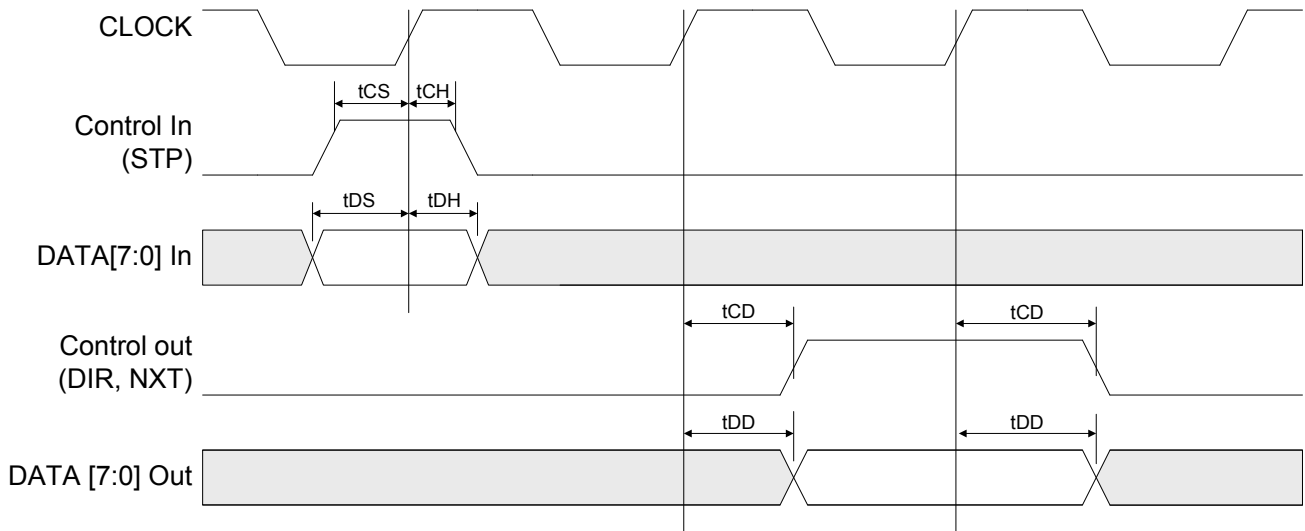 CLOCK
tCS tCH
Control In
(STP)
tDS tDH
DATA[7:0] In
tCD tCD
Control out
(DIR, NXT)
tDD tDD
DATA [7:0] Out